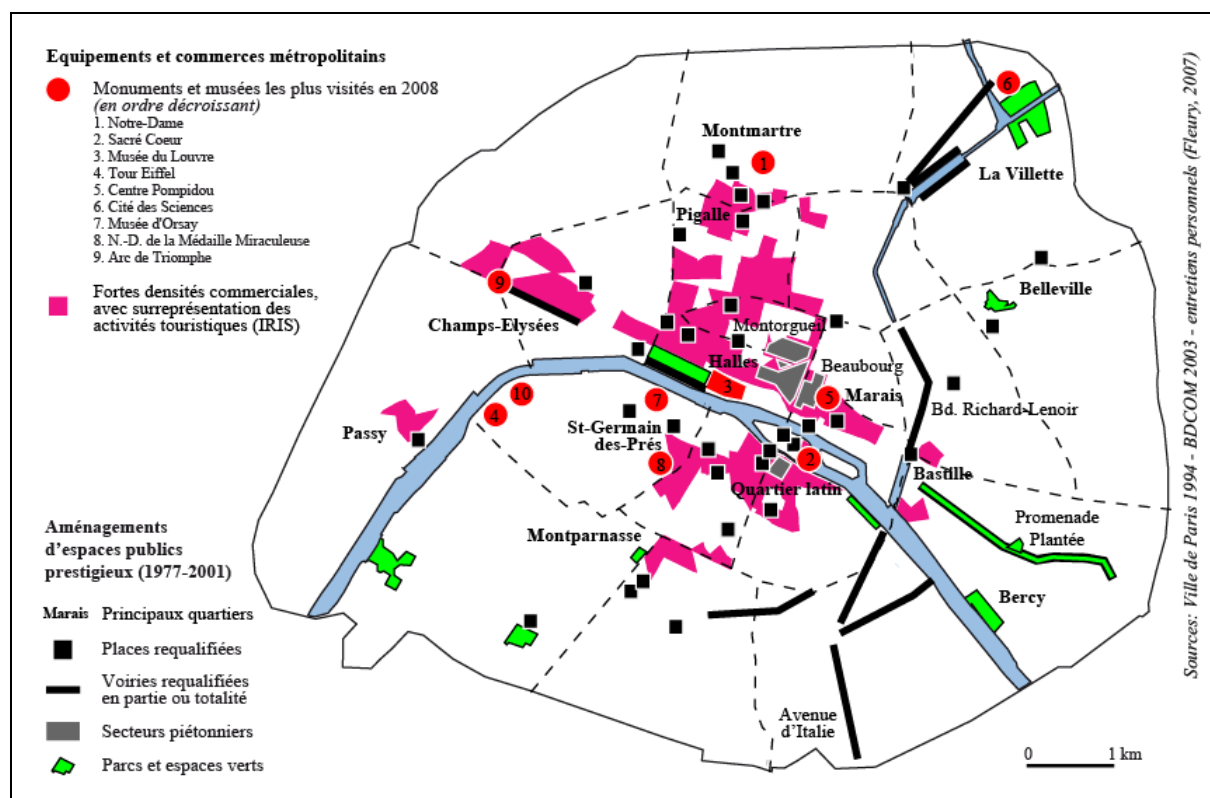 Equipements et commerces métropolitains
Monuments et musées les plus visités en 2008
(en ordre décroissant)
1. Notre-Dame
2. Sacré Coeur
3. Musée du Louvre
4. Tour Eiffel
5. Centre Pompidou
6. Cité des Sciences
7. Musée d'Orsay
8. N.-D. de la Médaille Miraculeuse
9. Arc de Triomphe
Fortes densités commerciales,
avec surreprésentation des
activités touristiques (IRIS)
Aménagements
d'espaces publics
prestigieux (1977-2001)
Marais Principaux quartiers
Places requalifiées
Voiries requalifiées
en partie ou totalité
Secteurs piétonniers
Parcs et espaces verts
6
La Villette
Montmartre
1
Pigalle
9
Champs-Elysées
Belleville
Montorgueil
Halles
Beaubourg
3
5
Marais
Bd. Richard-Lenoir
10
4
7
Passy
St-Germain
des-Prés
8
2
Quartier latin
Bastille
Promenade
Plantée
Montparnasse
Bercy
Avenue
d'Italie
0 1 km
Sources: Ville de Paris 1994 - BDCOM 2003 - entretiens personnels (Fleury, 2007)